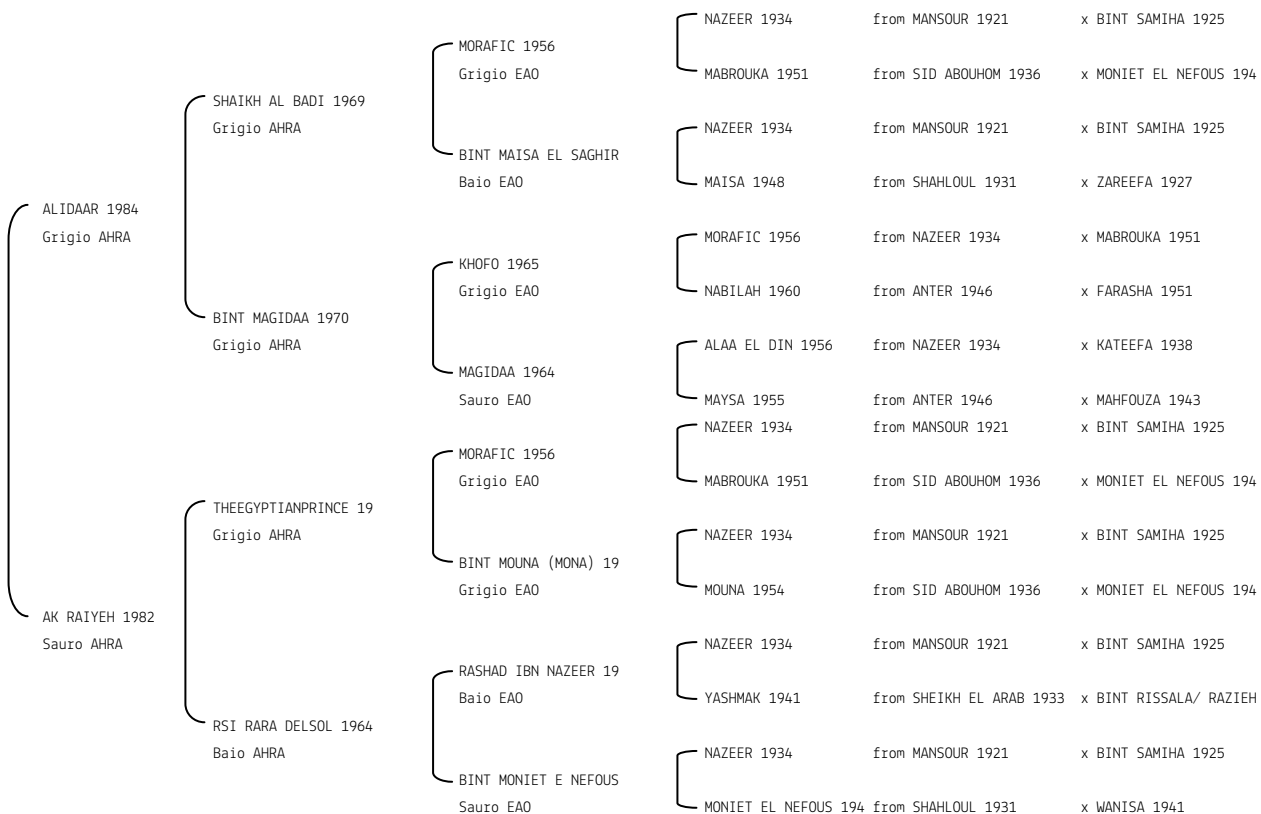 NAZEER 1934 from MANSOUR 1921 x BINT SAMIHA 1925
MORAFIC 1956
Grigio EAO MABROUKA 1951 from SID ABOUHOM 1936 x MONIET EL NEFOUS 194
SHAIKH AL BADI 1969
Grigio AHRA NAZEER 1934 from MANSOUR 1921 x BINT SAMIHA 1925
BINT MAISA EL SAGHIR
Baio EAO MAISA 1948 from SHAHLOUL 1931 x ZAREEFA 1927
ALIDAAR 1984
Grigio AHRA MORAFIC 1956 from NAZEER 1934 x MABROUKA 1951
KHOFO 1965
Grigio EAO NABILAH 1960 from ANTER 1946 x FARASHA 1951
BINT MAGIDAA 1970
Grigio AHRA ALAA EL DIN 1956 from NAZEER 1934 x KATEEFA 1938
MAGIDAA 1964
Sauro EAO MAYSA 1955 from ANTER 1946 x MAHFOUZA 1943
NAZEER 1934 from MANSOUR 1921 x BINT SAMIHA 1925
MORAFIC 1956
Grigio EAO MABROUKA 1951 from SID ABOUHOM 1936 x MONIET EL NEFOUS 194
THEEGYPTIANPRINCE 19
Grigio AHRA NAZEER 1934 from MANSOUR 1921 x BINT SAMIHA 1925
BINT MOUNA (MONA) 19
Grigio EAO MOUNA 1954 from SID ABOUHOM 1936 x MONIET EL NEFOUS 194
AK RAIYEH 1982
Sauro AHRA NAZEER 1934 from MANSOUR 1921 x BINT SAMIHA 1925
RASHAD IBN NAZEER 19
Baio EAO YASHMAK 1941 from SHEIKH EL ARAB 1933 x BINT RISSALA/ RAZIEH
RSI RARA DELSOL 1964
Baio AHRA NAZEER 1934 from MANSOUR 1921 x BINT SAMIHA 1925
BINT MONIET E NEFOUS
Sauro EAO MONIET EL NEFOUS 194 from SHAHLOUL 1931 x WANISA 1941